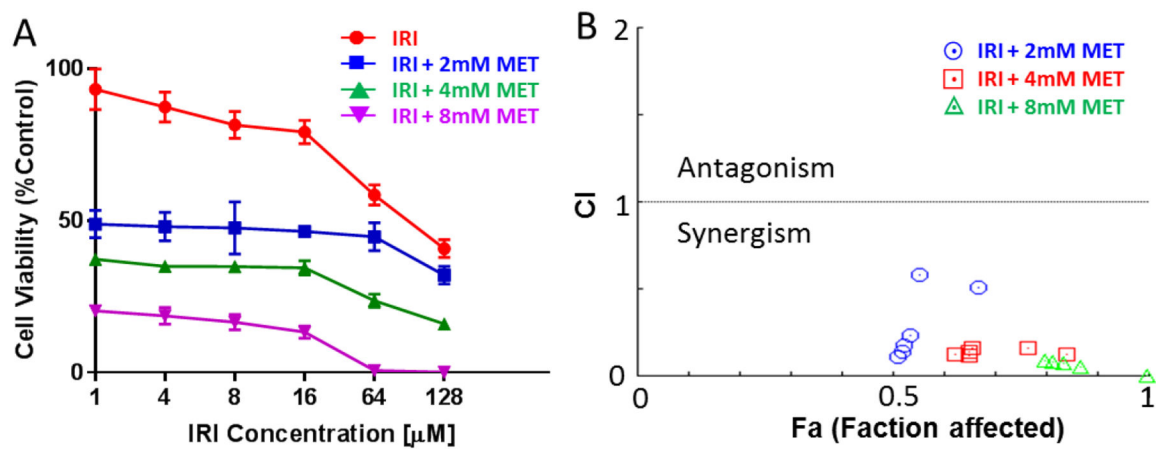 A
IRI
IRI + 2mM MET
IRI + 4mM MET
IRI + 8mM MET
100
50
0
Cell Viability (%Control)
1 4 8 16 64 128
IRI Concentration [μM]
B
2
IRI + 2mM MET
IRI + 4mM MET
IRI + 8mM MET
Antagonism
CI
1
Synergism
0
0 0.5 1
Fa (Faction affected)